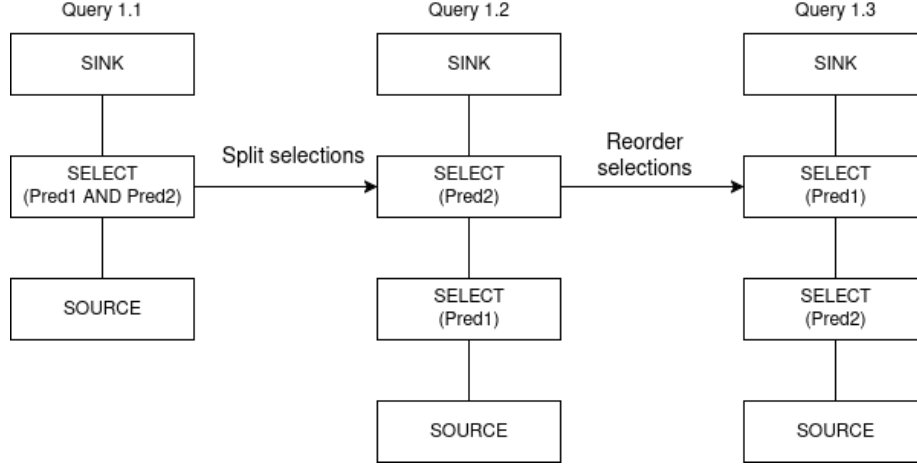 Query 1.1
SINK
SELECT
(Pred1 AND Pred2)
SOURCE
Split selections
Query 1.2
SINK
SELECT
(Pred2)
SELECT
(Pred1)
SOURCE
Reorder
selections
Query 1.3
SINK
SELECT
(Pred1)
SELECT
(Pred2)
SOURCE